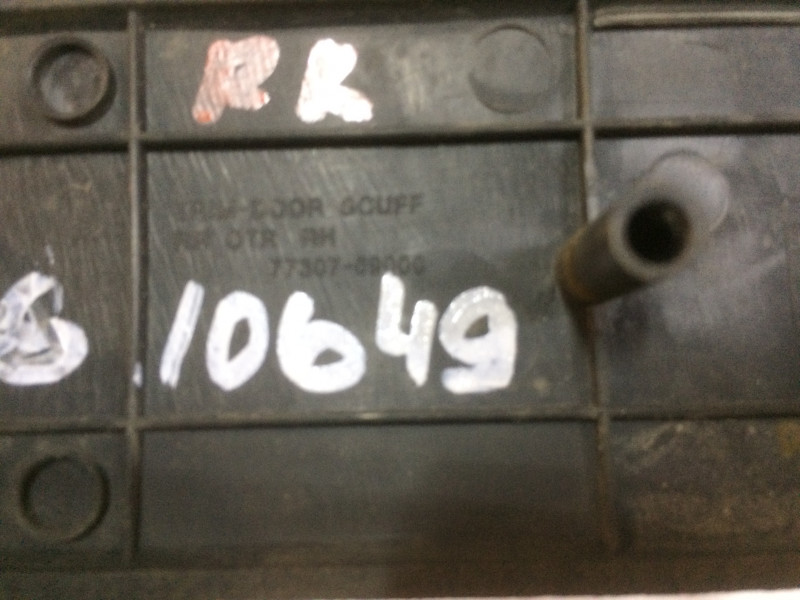 RR
TRIM-DOOR SCUFF
RR OTR RH
77307-09000
S.10649